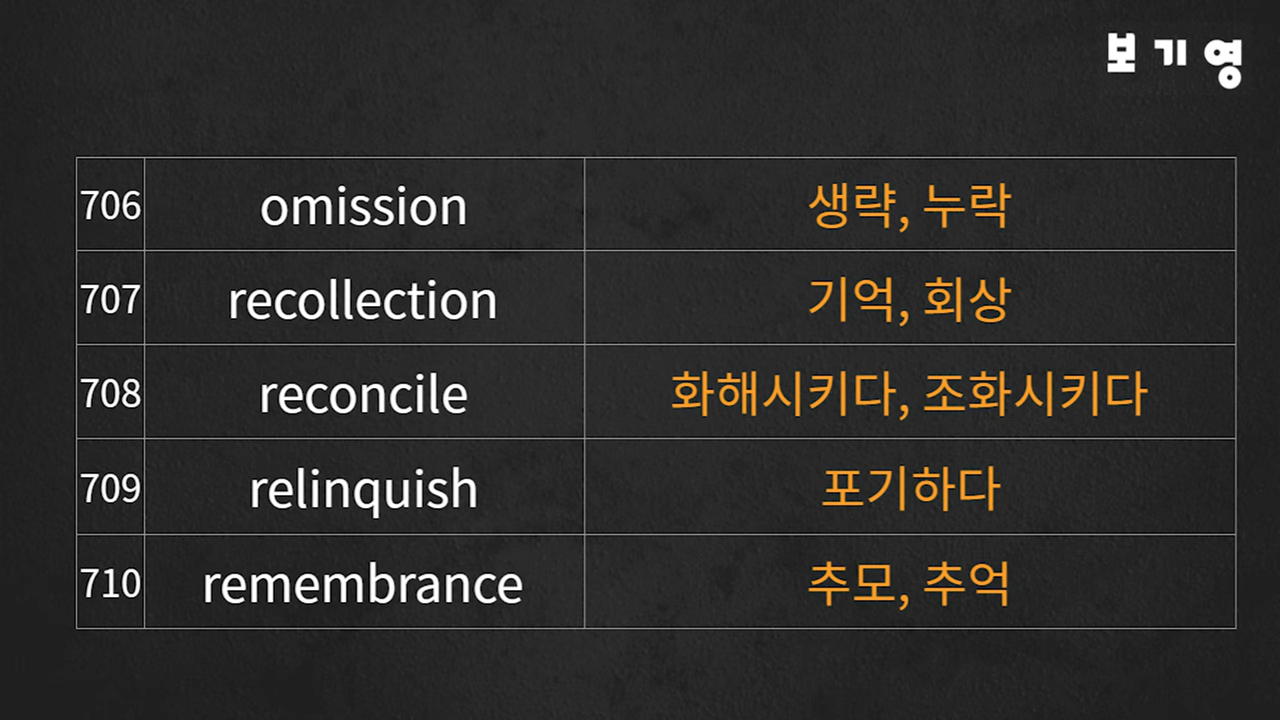 보기영
706 omission 생략, 누락
707 recollection 기억, 회상
708 reconcile 화해시키다, 조화시키다
709 relinquish 포기하다
710 remembrance 추모, 추억